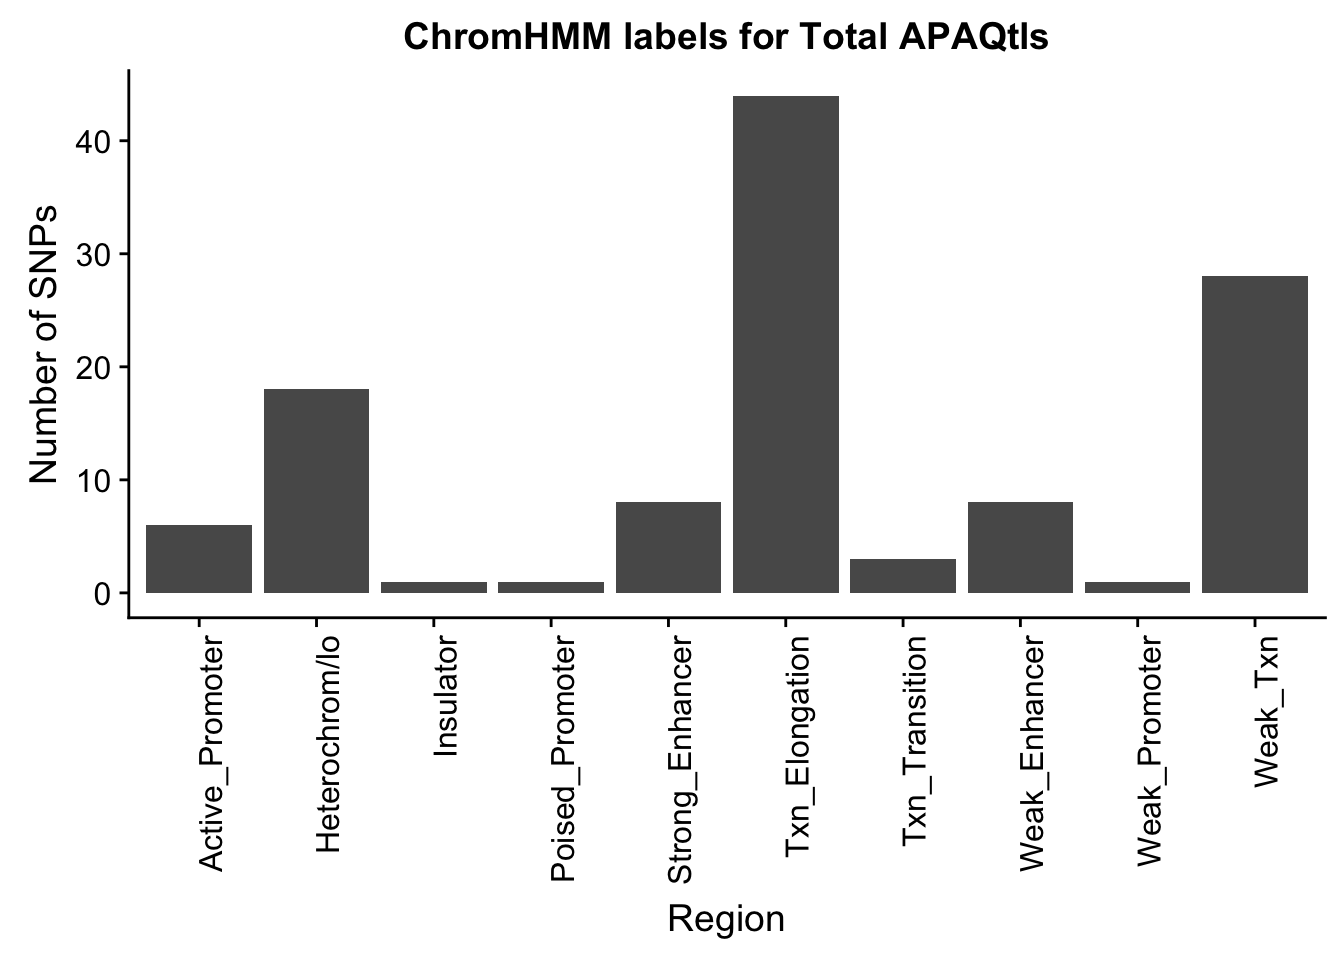 ChromHMM labels for Total APAQtls
Number of SNPs
40
30
20
10
0
Active_Promoter
Heterochrom/lo
Insulator
Poised_Promoter
Strong_Enhancer
Txn_Elongation
Txn_Transition
Weak_Enhancer
Weak_Promoter
Weak_Txn
Region